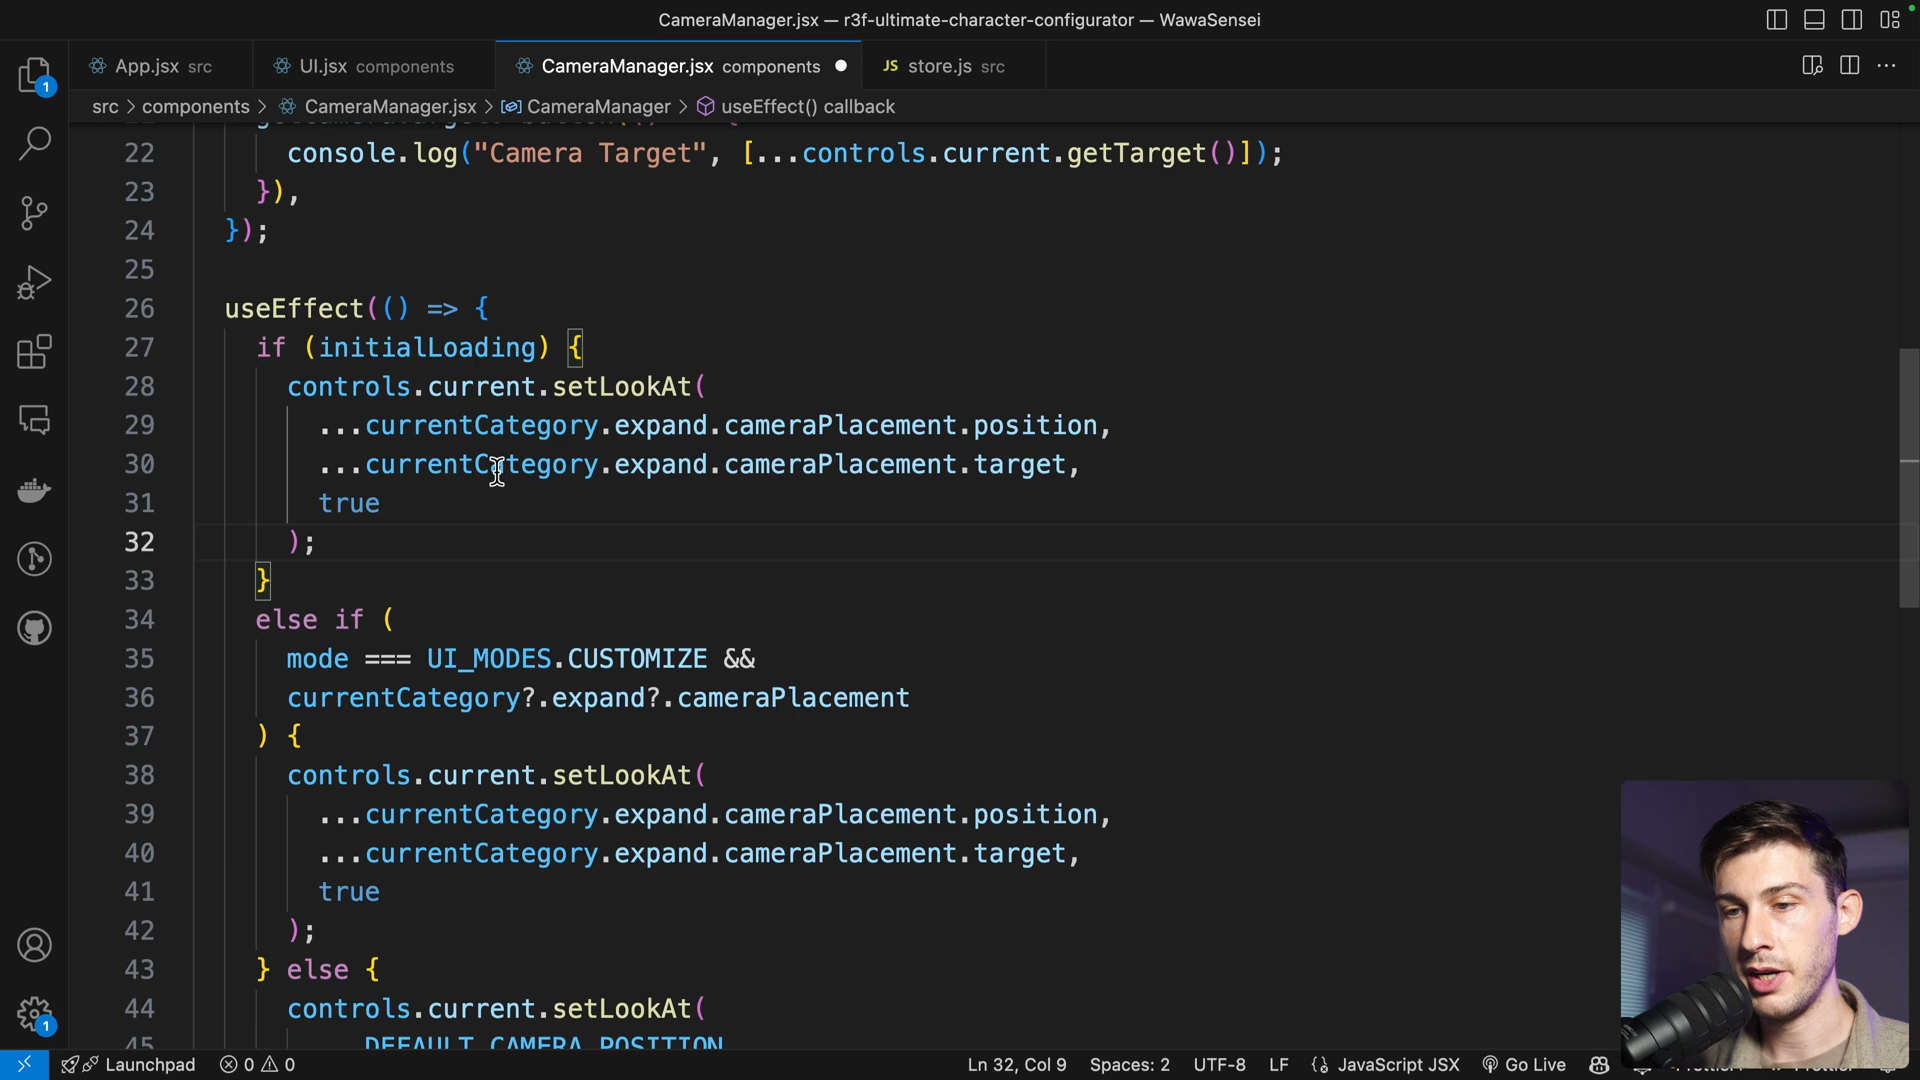 CameraManager.jsx — r3f-ultimate-character-configurator — WawaSensei
App.jsx src
UI.jsx components
CameraManager.jsx components
JS store.js src
src > components > CameraManager.jsx > CameraManager > useEffect() callback
22 console.log("Camera Target", [...controls.current.getTarget()]);
23 }),
24 });
25
26 useEffect(() => {
27 if (initialLoading) {
28 controls.current.setLookAt(
29 ...currentCategory.expand.cameraPlacement.position,
30 ...currentCategory.expand.cameraPlacement.target,
31 true
32 );
33 }
34 else if (
35 mode === UI_MODES.CUSTOMIZE &&
36 currentCategory?.expand?.cameraPlacement
37 ) {
38 controls.current.setLookAt(
39 ...currentCategory.expand.cameraPlacement.position,
40 ...currentCategory.expand.cameraPlacement.target,
41 true
42 );
43 } else {
44 controls.current.setLookAt(
45 DEFAULT_CAMERA_POSITION
1
1
Launchpad 0 0 Ln 32, Col 9 Spaces: 2 UTF-8 LF {} JavaScript JSX Go Live